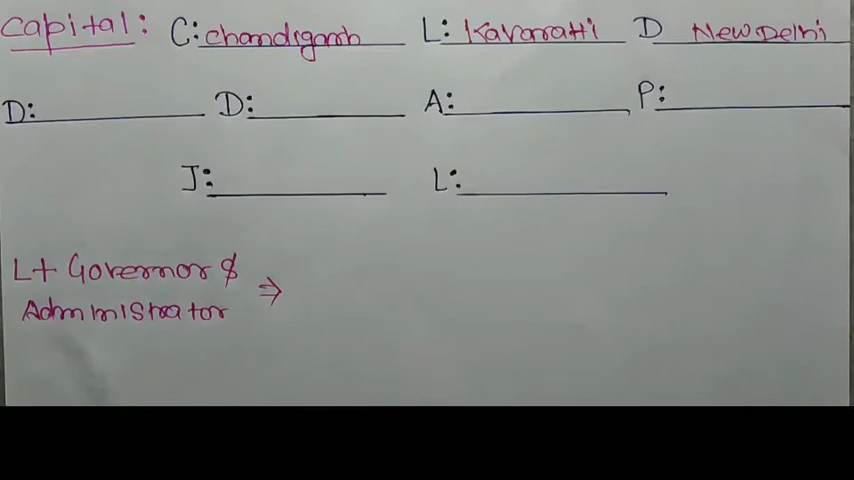 Capital: C: chandigarh L: Kavaratti D New Delhi
D: D: A: P:
J: L:
Lt Governor &
Administrator ⇒